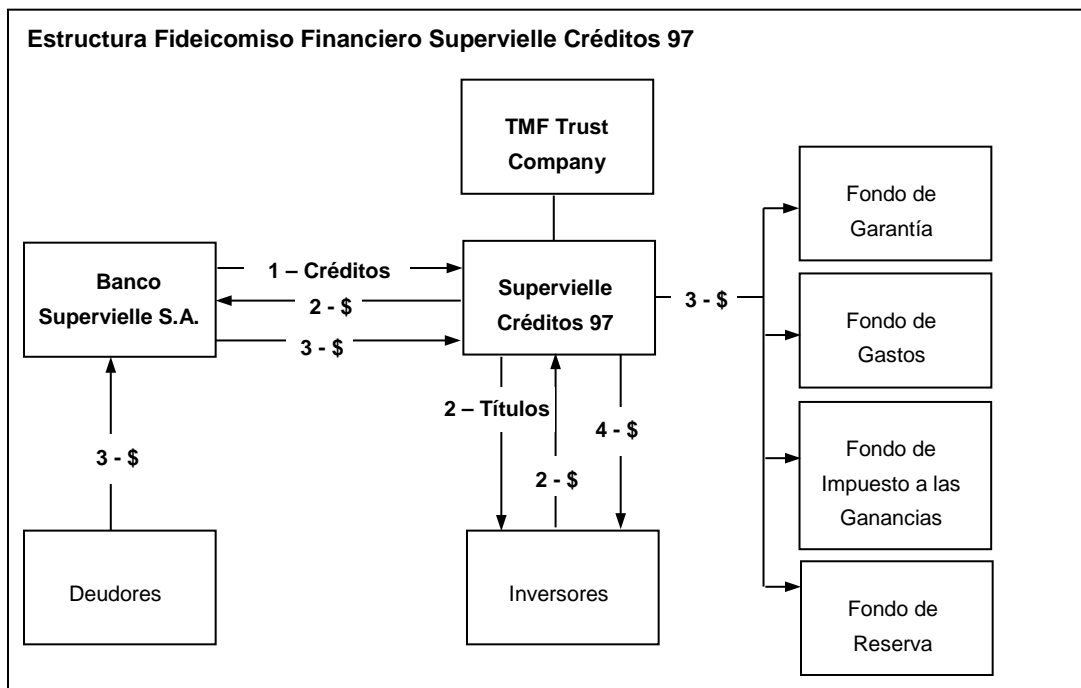 Estructura Fideicomiso Financiero Supervielle Créditos 97
TMF Trust
Company
Fondo de
Garantía
Banco
Supervielle S.A.
1 – Créditos
2 - $
3 - $
Supervielle
Créditos 97
3 - $
Fondo de
Gastos
2 – Títulos
4 - $
2 - $
3 - $
Fondo de
Impuesto a las
Ganancias
Deudores
Inversores
Fondo de
Reserva